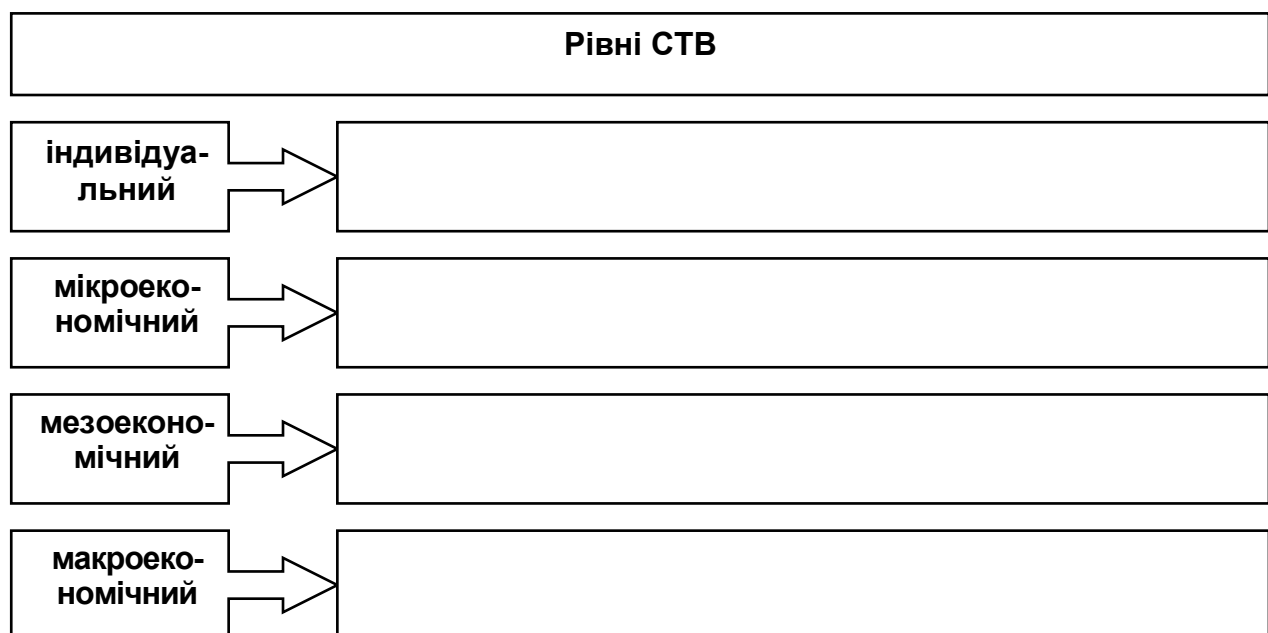 Рівні СТВ
індивідуа-
льний
мікроеко-
номічний
мезоеконо-
мічний
макроеко-
номічний